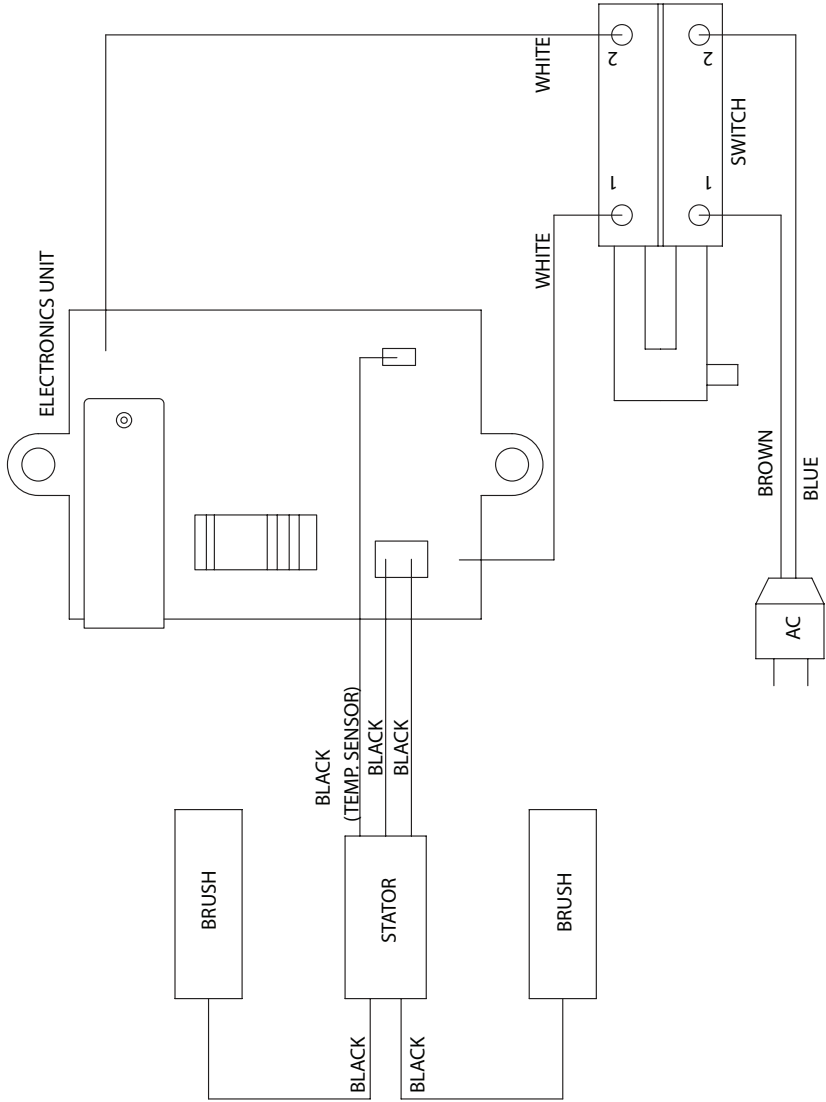 WHITE
2
2
SWITCH
1
1
WHITE
ELECTRONICS UNIT
BROWN
BLUE
AC
BLACK
(TEMP. SENSOR)
BLACK
BLACK
BRUSH
STATOR
BRUSH
BLACK
BLACK